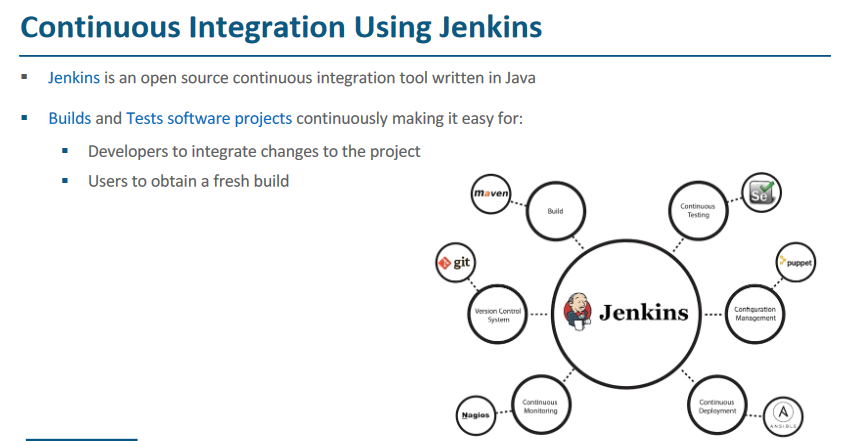 Continuous Integration Using Jenkins
Jenkins is an open source continuous integration tool written in Java
Builds and Tests software projects continuously making it easy for:
Developers to integrate changes to the project
Users to obtain a fresh build
maven
Build
Continuous
Testing
Se
git
puppet
Version Control
System
Jenkins
Configuration
Management
Nagios
Continuous
Monitoring
Continuous
Deployment
A
ANSIBLE